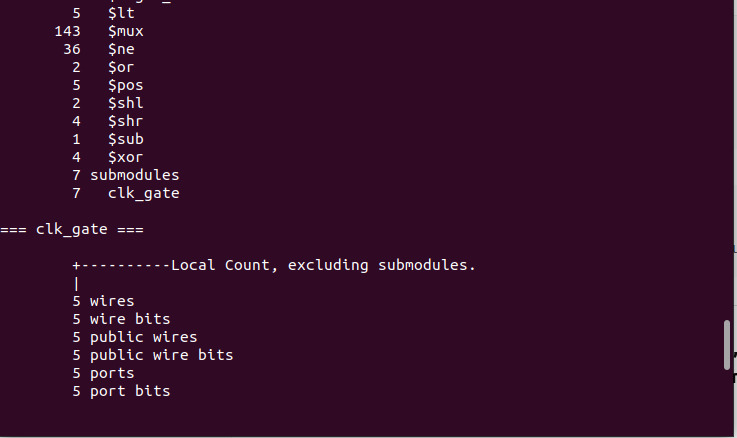 5   $lt
143   $mux
36   $ne
2   $or
5   $pos
2   $shl
4   $shr
1   $sub
4   $xor
7 submodules
7   clk_gate
=== clk_gate ===
+----------Local Count, excluding submodules.
|
5 wires
5 wire bits
5 public wires
5 public wire bits
5 ports
5 port bits